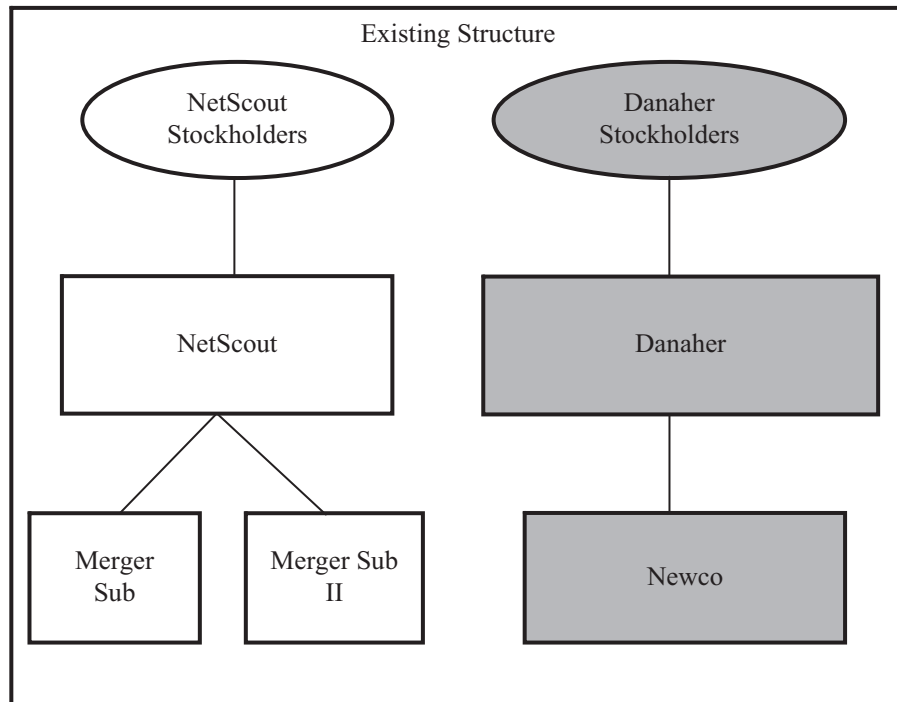 Existing Structure
NetScout
Stockholders
Danaher
Stockholders
NetScout
Danaher
Merger
Sub
Merger Sub
II
Newco